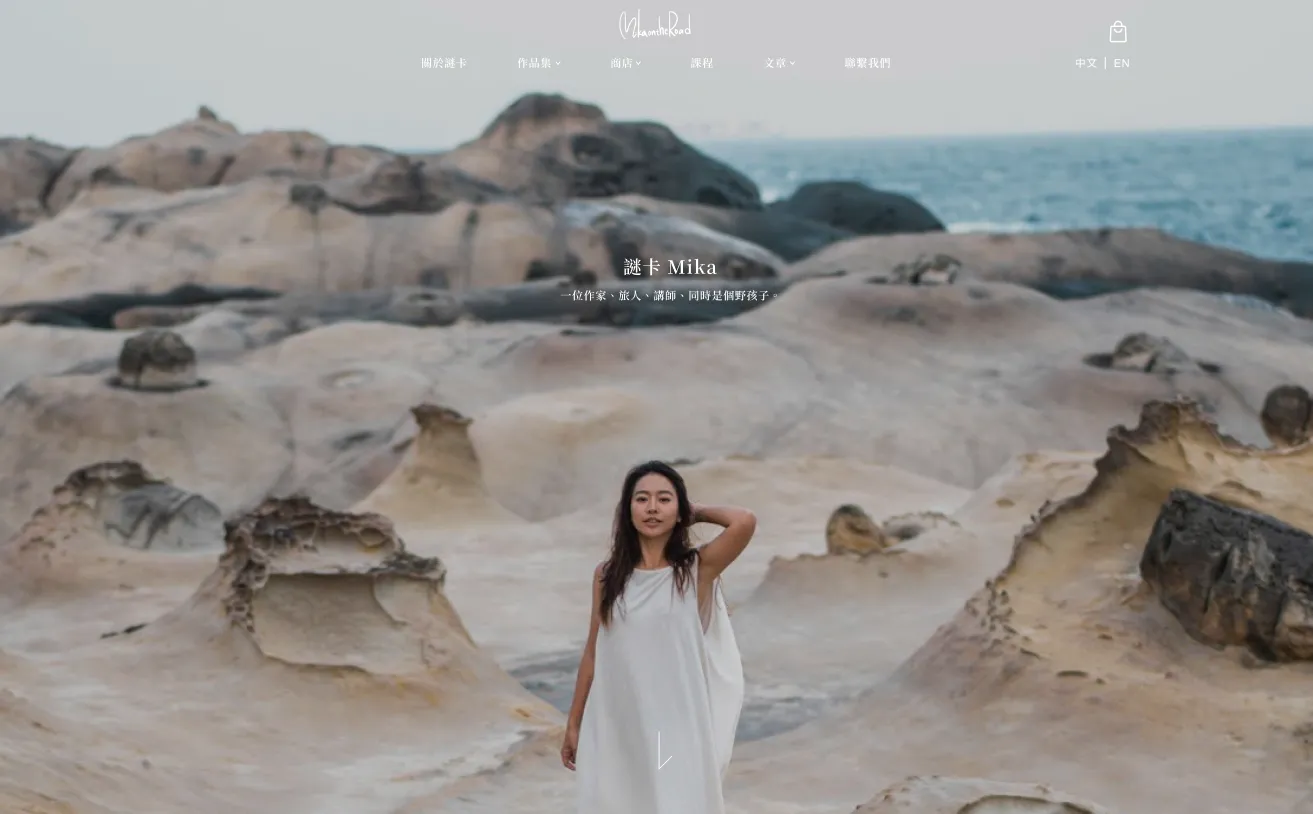 MikaontheRoad
關於謎卡 作品集 商店 課程 文章 聯繫我們 中文 | EN
謎卡 Mika
一位作家、旅人、講師、同時是個野孩子。